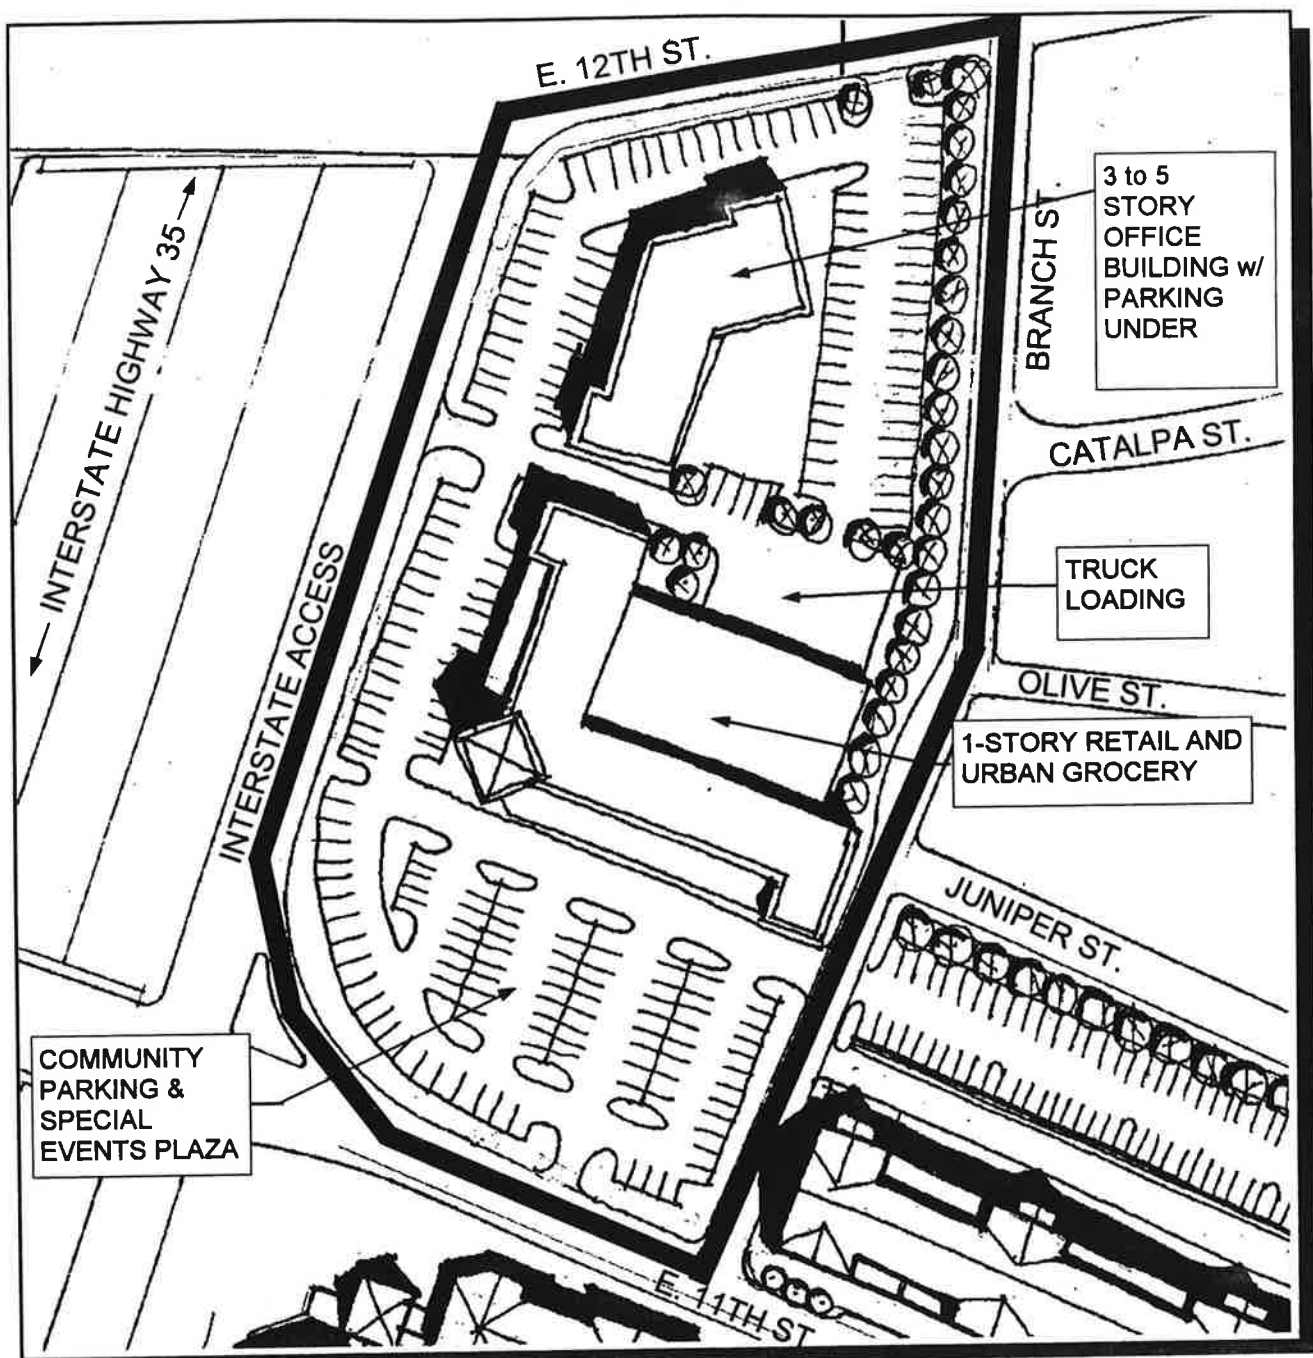 E. 12TH ST.
3 to 5
STORY
OFFICE
BUILDING w/
PARKING
UNDER
BRANCH ST
INTERSTATE HIGHWAY 35
CATALPA ST.
TRUCK
LOADING
INTERSTATE ACCESS
OLIVE ST.
1-STORY RETAIL AND
URBAN GROCERY
JUNIPER ST.
COMMUNITY
PARKING &
SPECIAL
EVENTS PLAZA
E. 11TH ST